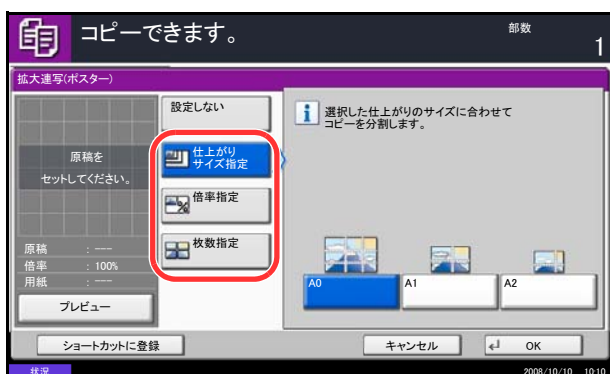 コピーできます。
部数
1
拡大連写(ポスター)
設定しない
原稿を
セットしてください。
仕上がり
サイズ指定
倍率指定
枚数指定
選択した仕上がりのサイズに合わせて
コピーを分割します。
原稿 : ---
倍率 : 100%
用紙 : ---
プレビュー
A0
A1
A2
ショートカットに登録
キャンセル
OK
状況
2008/10/10 10:10